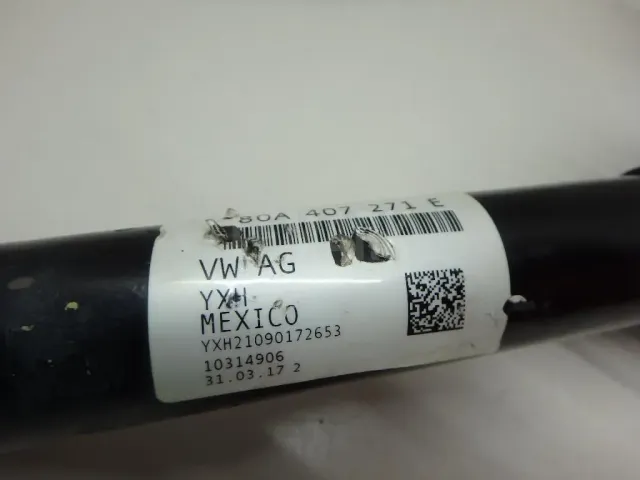 80A 407 271 E
VW AG
YXH
MEXICO
YXH21090172653
10314906
31.03.17 2